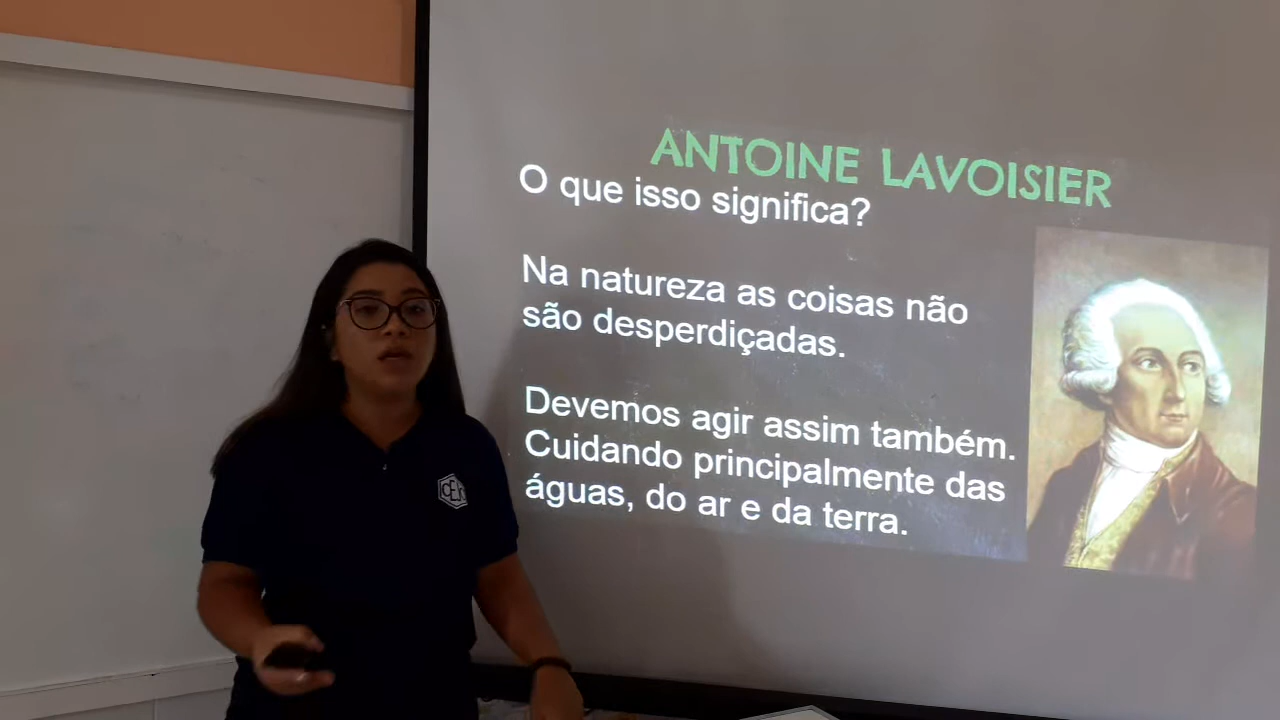 ANTOINE LAVOISIER
O que isso significa?
Na natureza as coisas não
são desperdiçadas.
Devemos agir assim também.
Cuidando principalmente das
águas, do ar e da terra.